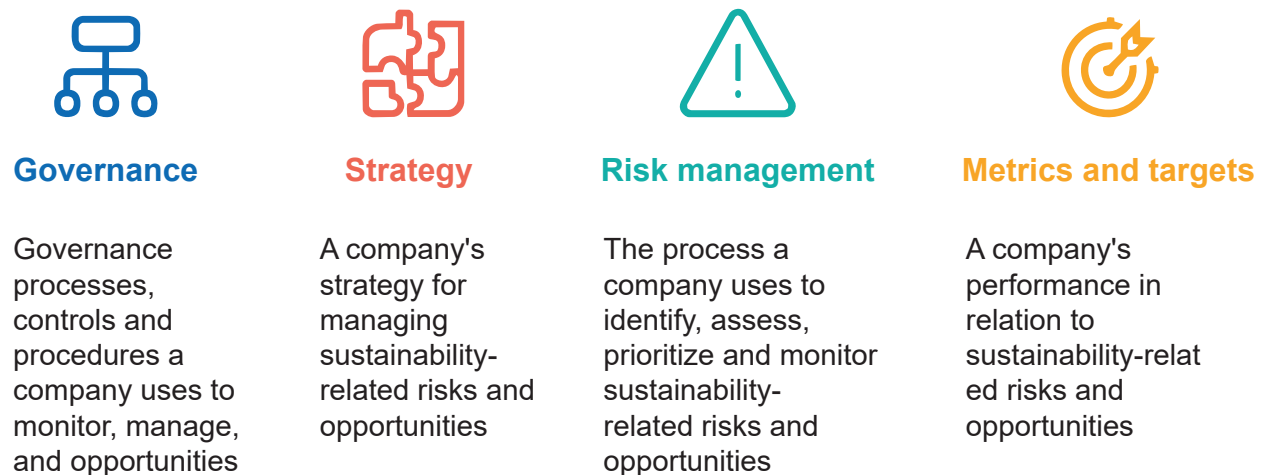 Governance
Strategy
Risk management
Metrics and targets
Governance
processes,
controls and
procedures a
company uses to
monitor, manage,
and opportunities
A company's
strategy for
managing
sustainability-
related risks and
opportunities
The process a
company uses to
identify, assess,
prioritize and monitor
sustainability-
related risks and
opportunities
A company's
performance in
relation to
sustainability-relat
ed risks and
opportunities